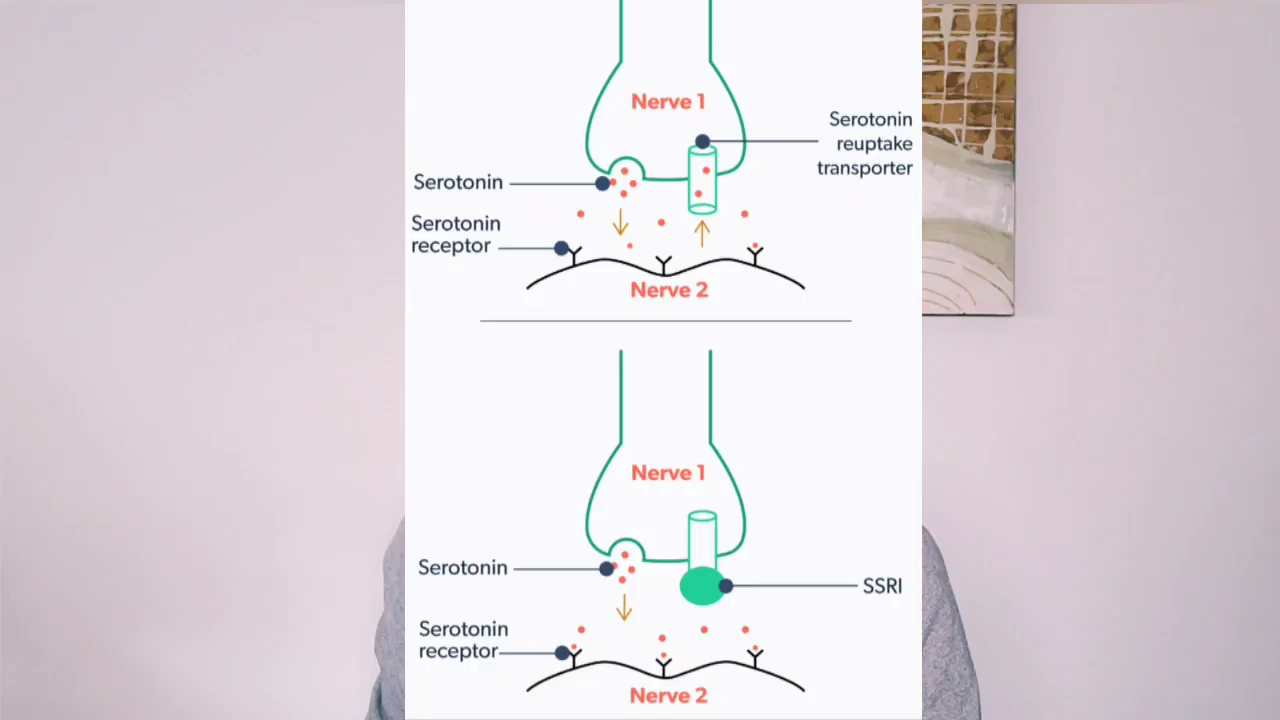 Nerve 1
Serotonin
reuptake
transporter
Serotonin
Serotonin
receptor
Nerve 2
Nerve 1
Serotonin
SSRI
Serotonin
receptor
Nerve 2